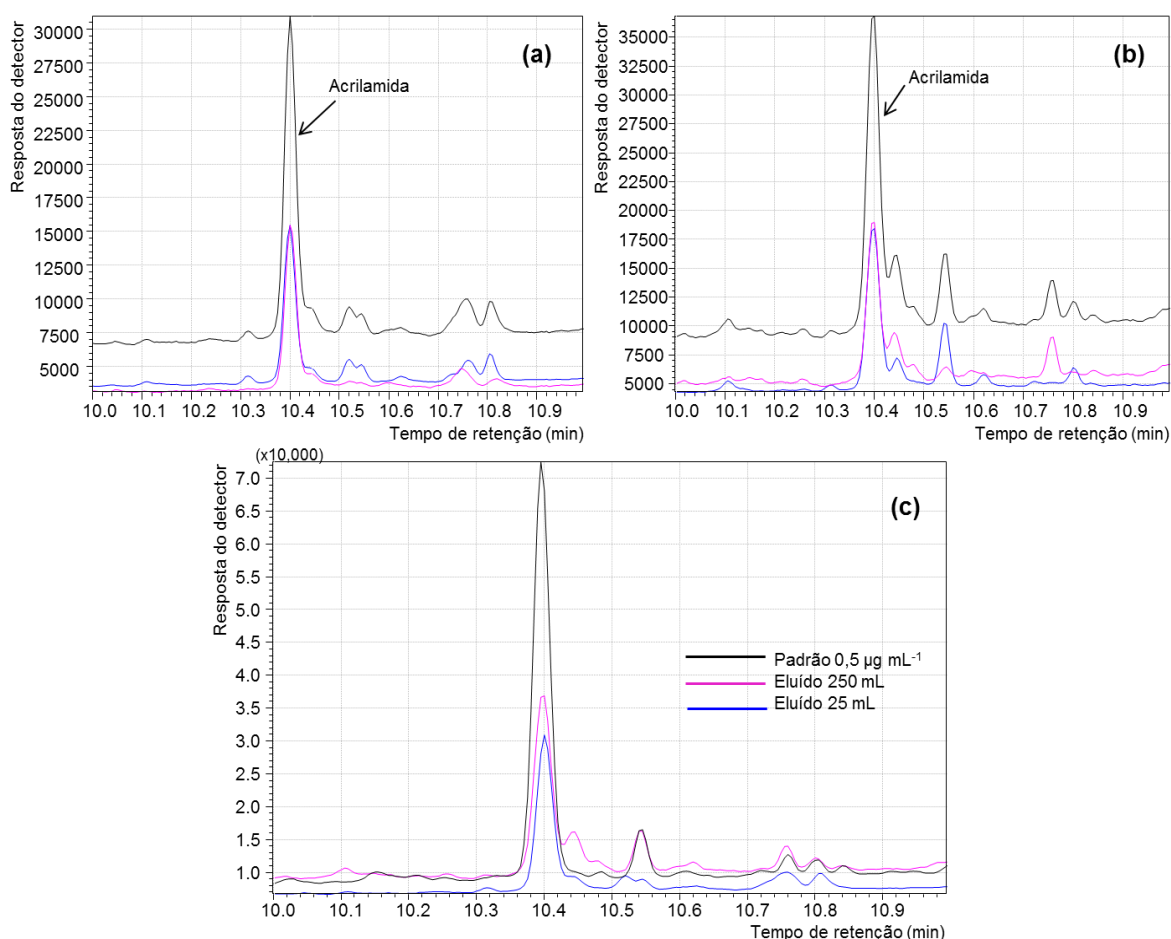 (a)
Resposta do detector
Acrilamida
30000
27500
25000
22500
20000
17500
15000
12500
10000
7500
5000
10.0 10.1 10.2 10.3 10.4 10.5 10.6 10.7 10.8 10.9
Tempo de retenção (min)
(b)
Resposta do detector
Acrilamida
35000
32500
30000
27500
25000
22500
20000
17500
15000
12500
10000
7500
5000
10.0 10.1 10.2 10.3 10.4 10.5 10.6 10.7 10.8 10.9
Tempo de retenção (min)
(x10,000)
(c)
Resposta do detector
7.0
6.5
6.0
5.5
5.0
4.5
4.0
3.5
3.0
2.5
2.0
1.5
1.0
Padrão 0,5 µg mL⁻¹
Eluído 250 mL
Eluído 25 mL
10.0 10.1 10.2 10.3 10.4 10.5 10.6 10.7 10.8 10.9
Tempo de retenção (min)